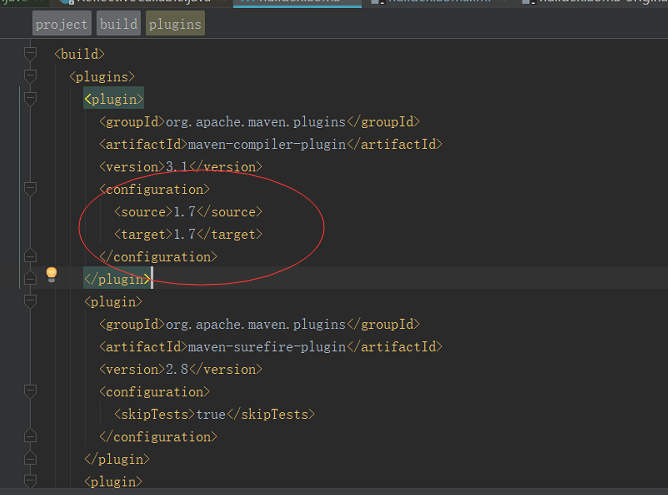 project build plugins
<build>
<plugins>
<plugin>
<groupId>org.apache.maven.plugins</groupId>
<artifactId>maven-compiler-plugin</artifactId>
<version>3.1</version>
<configuration>
<source>1.7</source>
<target>1.7</target>
</configuration>
</plugin>
<plugin>
<groupId>org.apache.maven.plugins</groupId>
<artifactId>maven-surefire-plugin</artifactId>
<version>2.8</version>
<configuration>
<skipTests>true</skipTests>
</configuration>
</plugin>
<plugin>